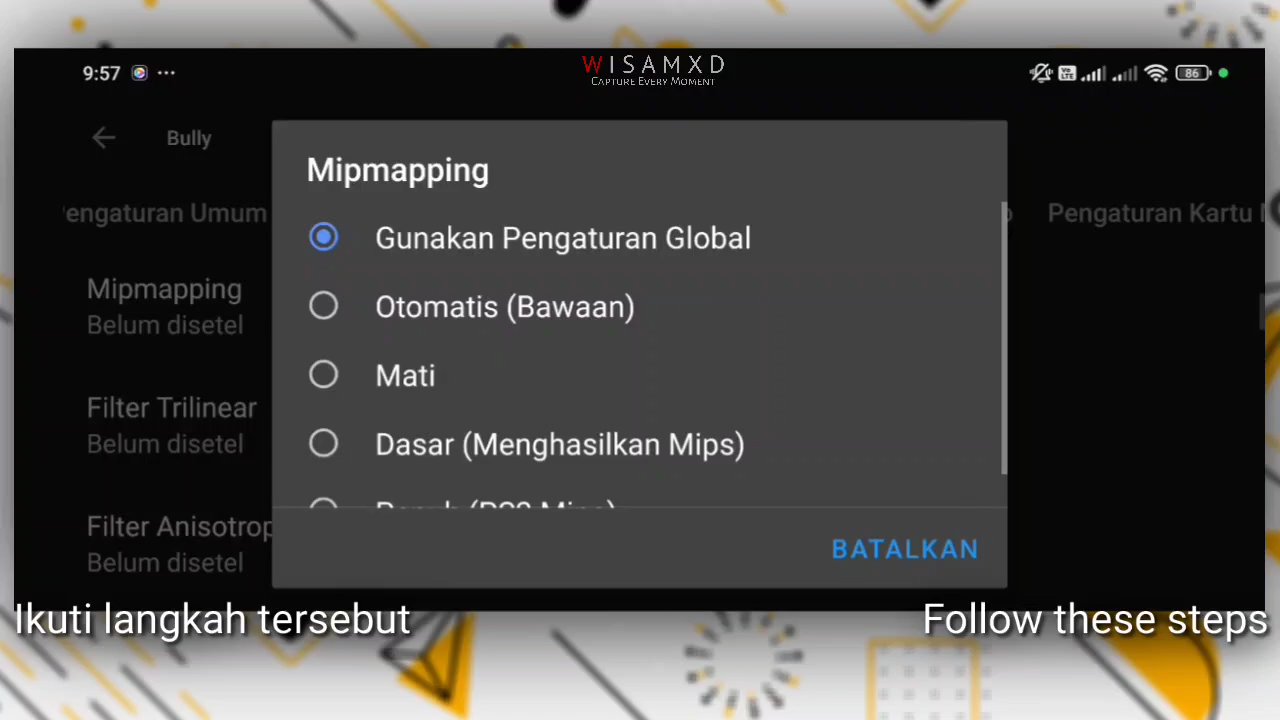 9:57
WISAMXD
CAPTURE EVERY MOMENT
86
Bully
Pengaturan Umum
Pengaturan Kartu
Mipmapping
Belum disetel
Filter Trilinear
Belum disetel
Filter Anisotrop
Belum disetel
Mipmapping
Gunakan Pengaturan Global
Otomatis (Bawaan)
Mati
Dasar (Menghasilkan Mips)
BATALKAN
Ikuti langkah tersebut
Follow these steps